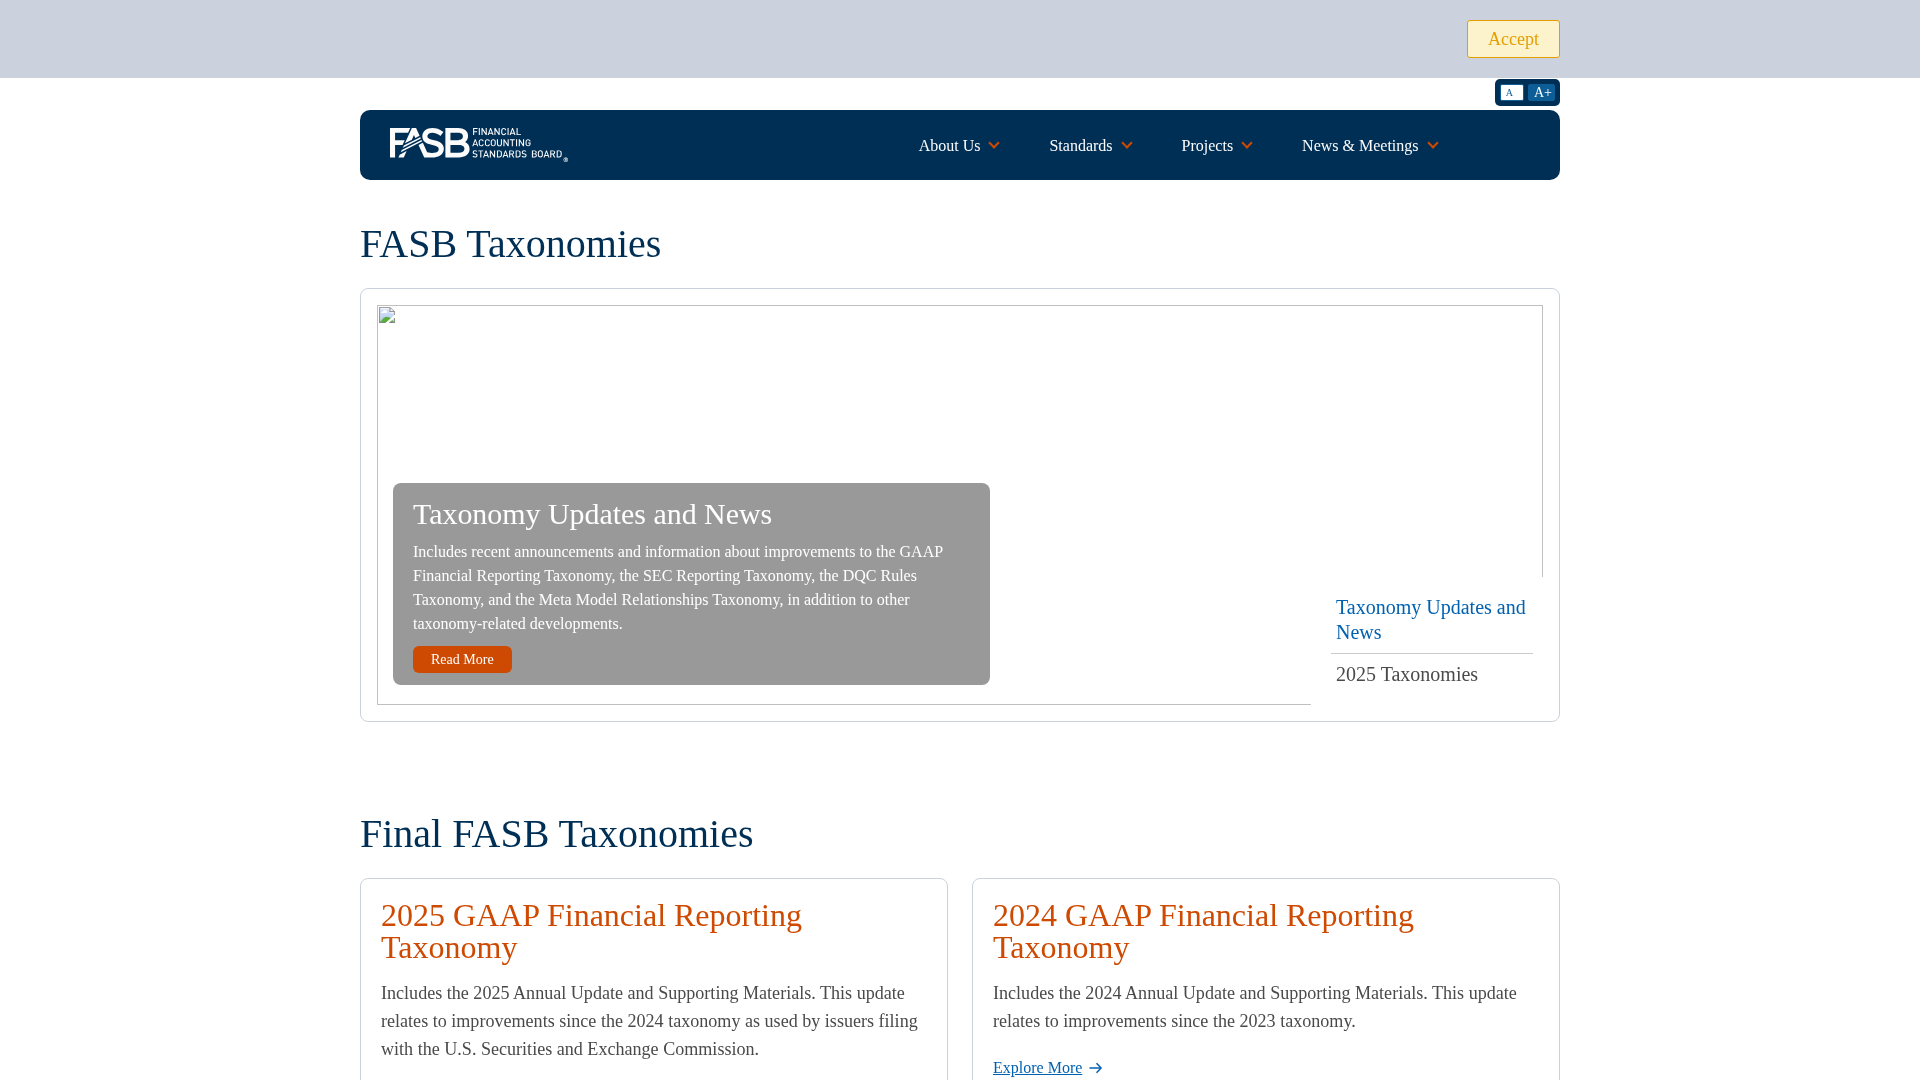 Accept
A
A+
FASB
FINANCIAL
ACCOUNTING
STANDARDS BOARD®
About Us
Standards
Projects
News & Meetings
FASB Taxonomies
Taxonomy Updates and News
Includes recent announcements and information about improvements to the GAAP
Financial Reporting Taxonomy, the SEC Reporting Taxonomy, the DQC Rules
Taxonomy, and the Meta Model Relationships Taxonomy, in addition to other
taxonomy-related developments.
Read More
Taxonomy Updates and
News
2025 Taxonomies
Final FASB Taxonomies
2025 GAAP Financial Reporting
Taxonomy
Includes the 2025 Annual Update and Supporting Materials. This update
relates to improvements since the 2024 taxonomy as used by issuers filing
with the U.S. Securities and Exchange Commission.
2024 GAAP Financial Reporting
Taxonomy
Includes the 2024 Annual Update and Supporting Materials. This update
relates to improvements since the 2023 taxonomy.
Explore More